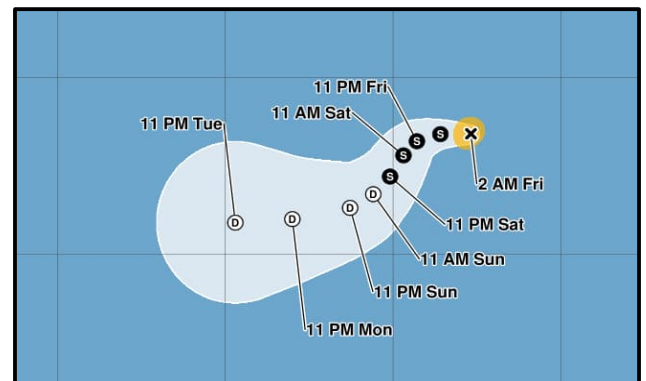 11 PM Fri
11 AM Sat
11 PM Tue
S
S
S
S
2 AM Fri
D
D
D
D
11 PM Sat
11 AM Sun
11 PM Sun
11 PM Mon